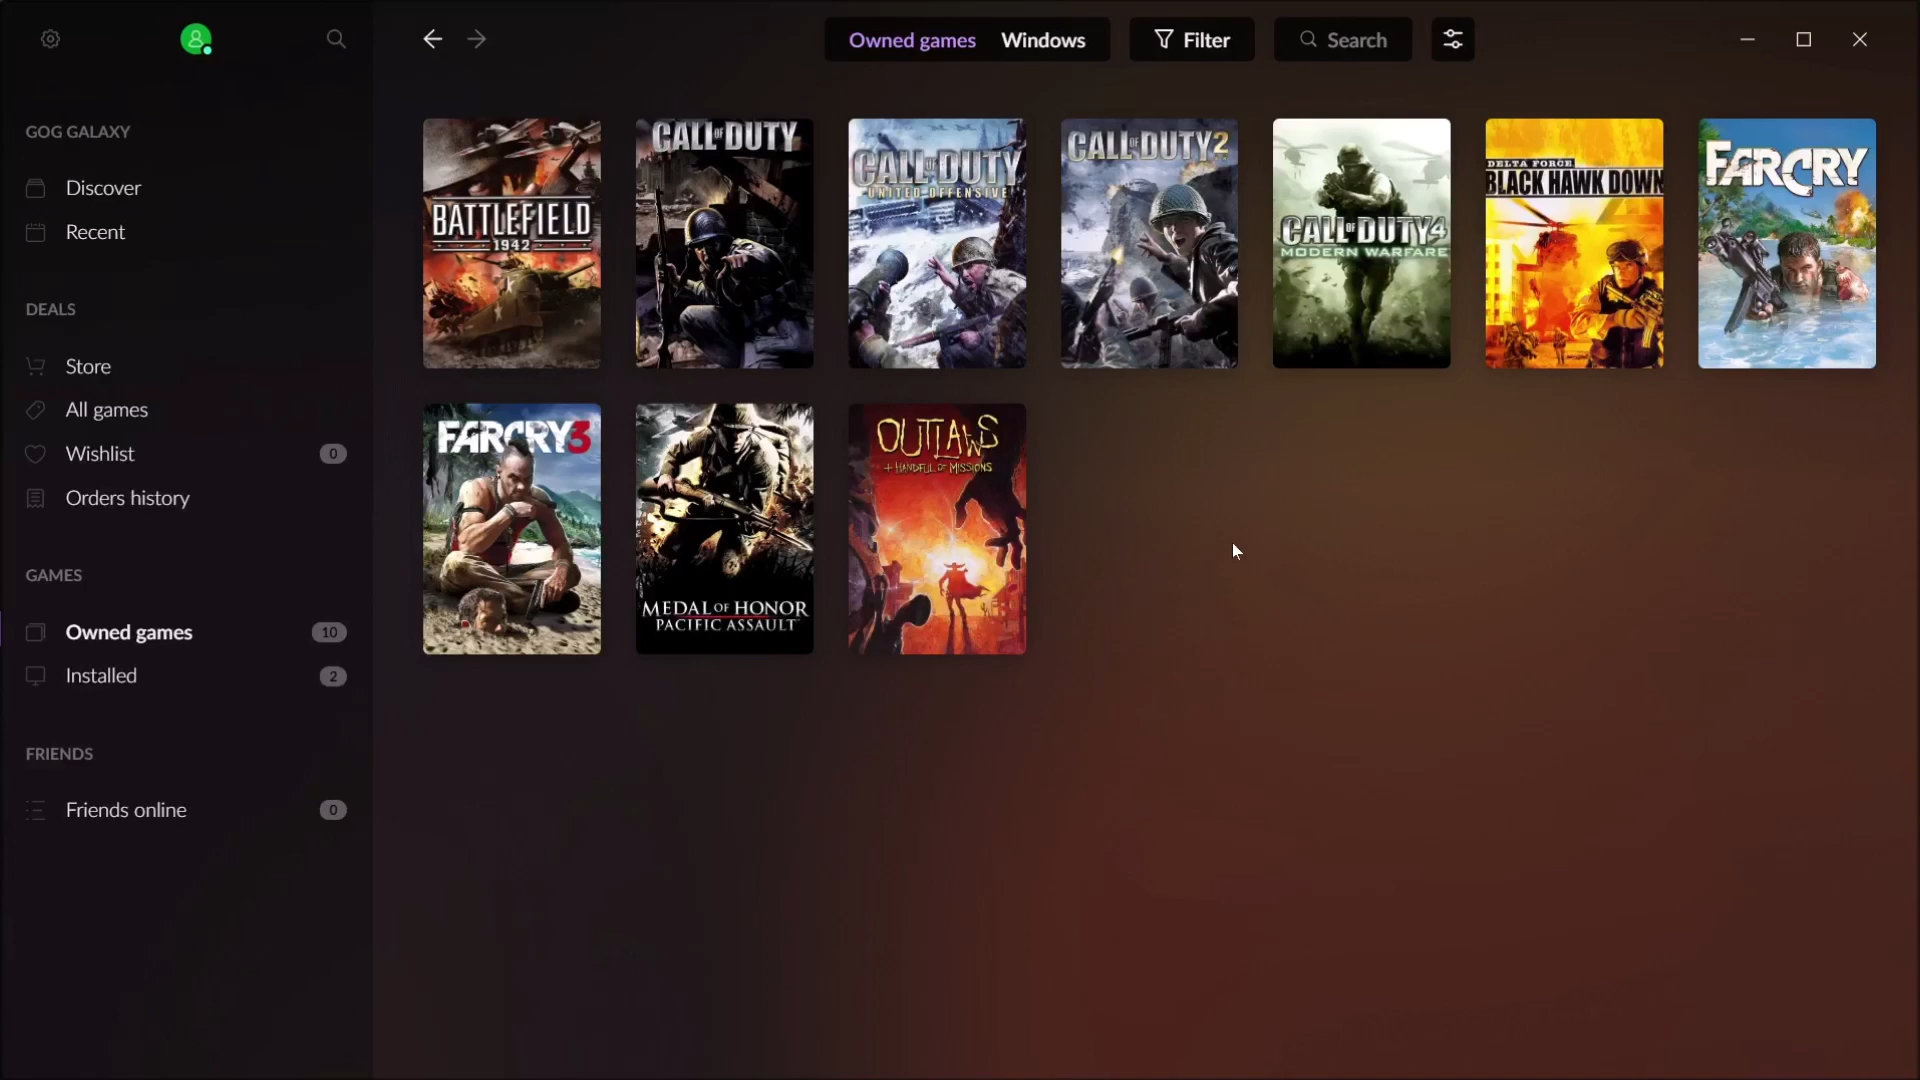 Owned games Windows Filter Search
GOG GALAXY
Discover
Recent
DEALS
Store
All games
Wishlist 0
Orders history
GAMES
Owned games 10
Installed 2
FRIENDS
Friends online 0
BATTLEFIELD
1942
CALL OF DUTY
CALL OF DUTY
UNITED OFFENSIVE
CALL OF DUTY 2
CALL OF DUTY 4
MODERN WARFARE
DELTA FORCE
BLACK HAWK DOWN
FARCRY
FARCRY 3
MEDAL OF HONOR
PACIFIC ASSAULT
OUTLAWS
+ HANDFUL OF MISSIONS